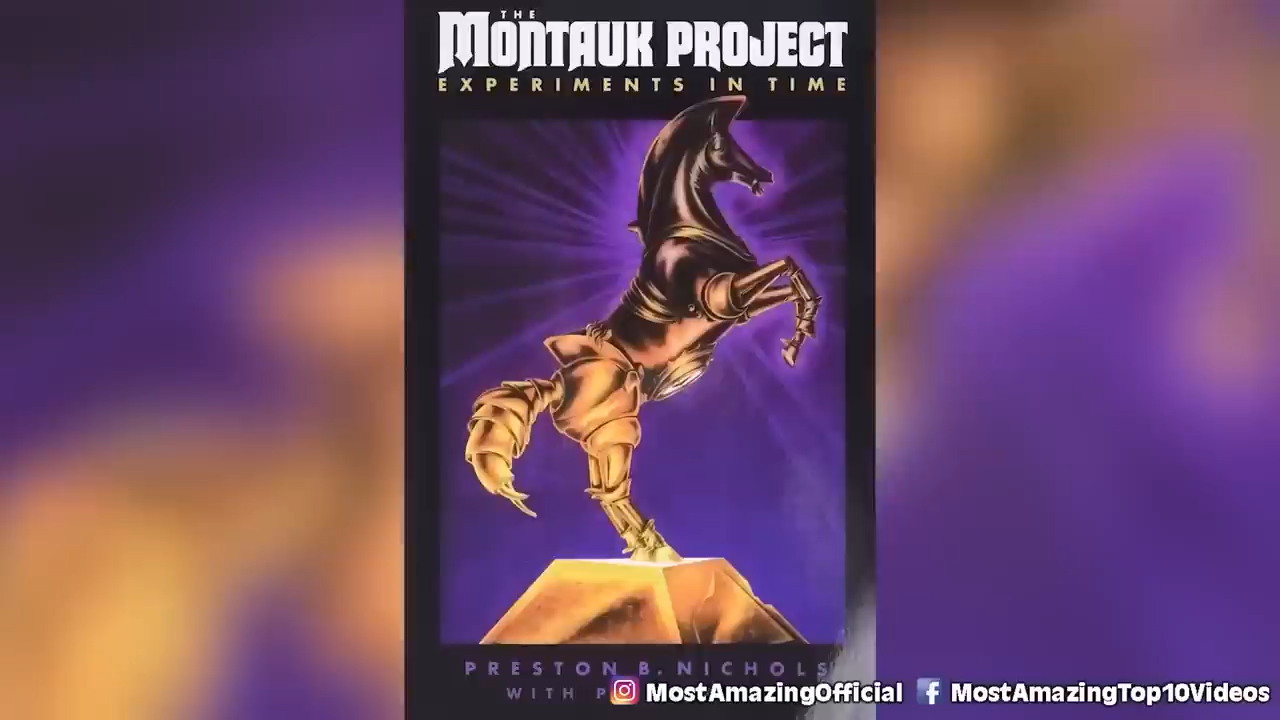 THE
MONTAUK PROJECT
EXPERIMENTS IN TIME
PRESTON B. NICHOLS
WITH
MostAmazingOfficial
MostAmazingTop10Videos